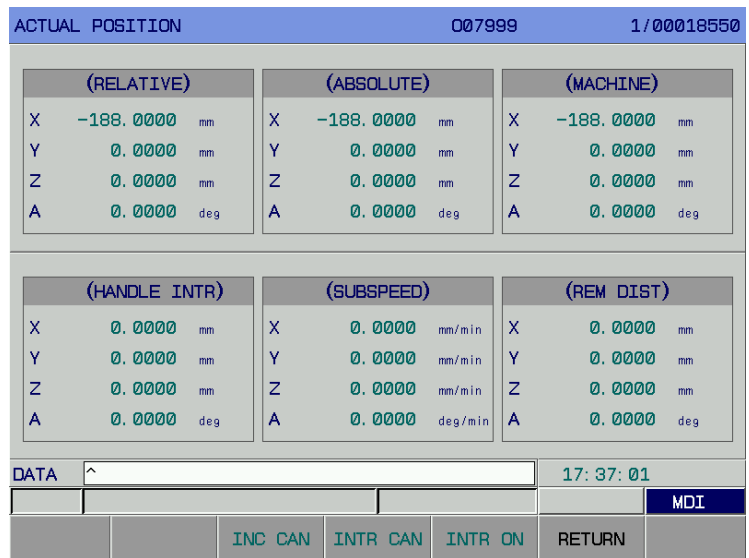 ACTUAL POSITION O07999 1/00018550
(RELATIVE) (ABSOLUTE) (MACHINE)
X -188.0000 mm X -188.0000 mm X -188.0000 mm
Y 0.0000 mm Y 0.0000 mm Y 0.0000 mm
Z 0.0000 mm Z 0.0000 mm Z 0.0000 mm
A 0.0000 deg A 0.0000 deg A 0.0000 deg
(HANDLE INTR) (SUBSPEED) (REM DIST)
X 0.0000 mm X 0.0000 mm/min X 0.0000 mm
Y 0.0000 mm Y 0.0000 mm/min Y 0.0000 mm
Z 0.0000 mm Z 0.0000 mm/min Z 0.0000 mm
A 0.0000 deg A 0.0000 deg/min A 0.0000 deg
DATA ^ 17:37:01
MDI
INC CAN INTR CAN INTR ON RETURN